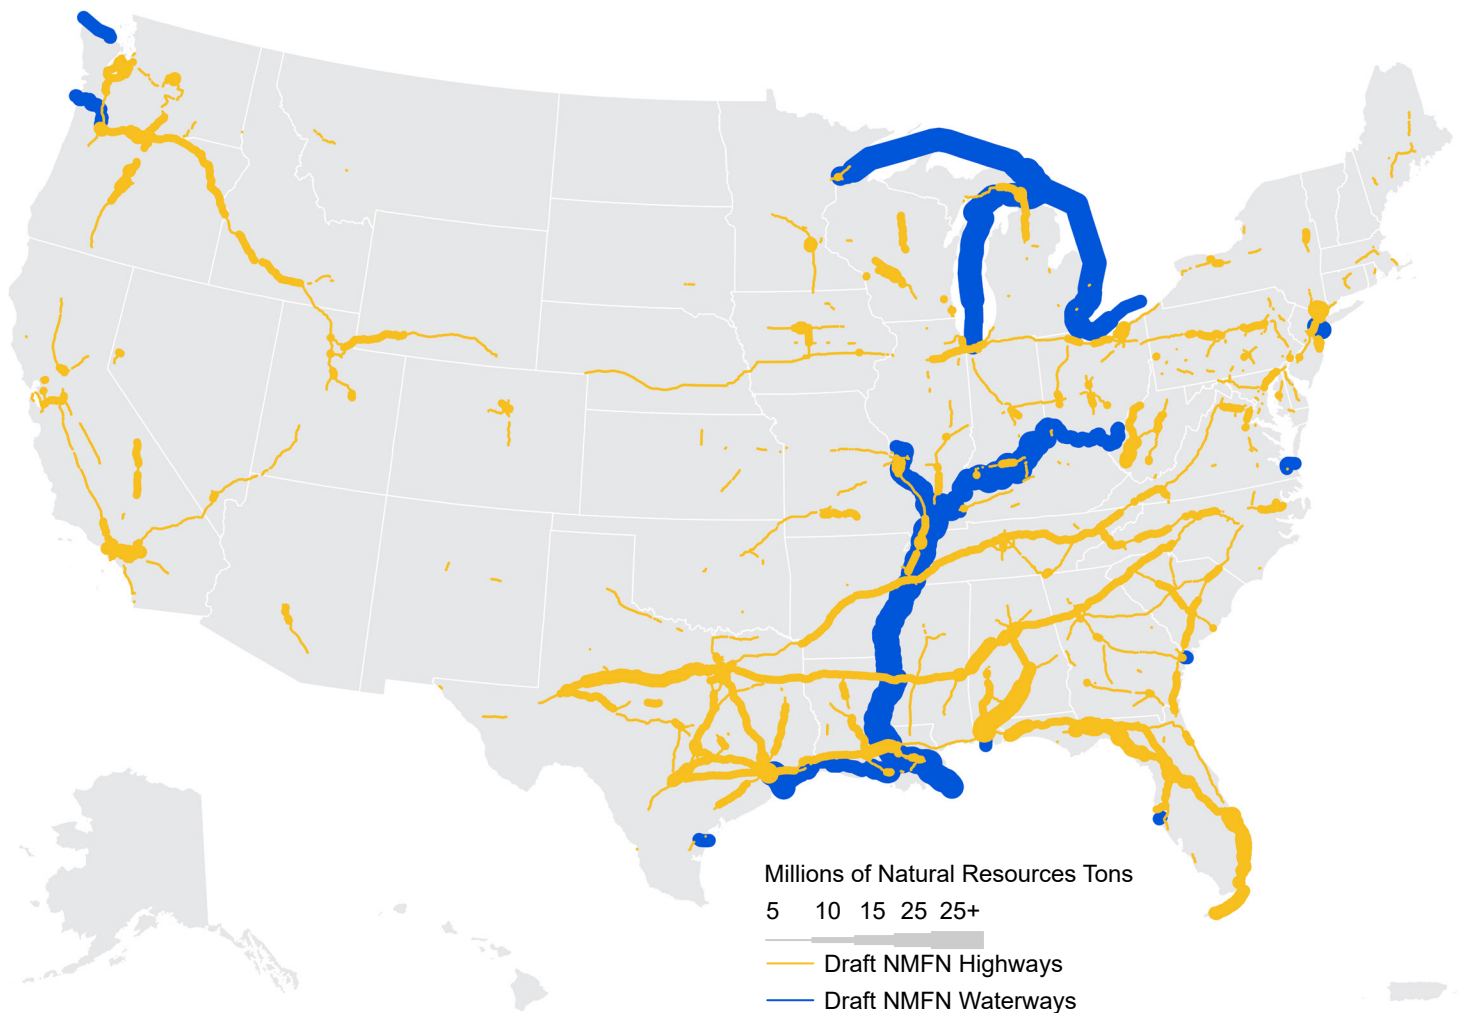 Millions of Natural Resources Tons
5 10 15 25 25+
Draft NMFN Highways
Draft NMFN Waterways